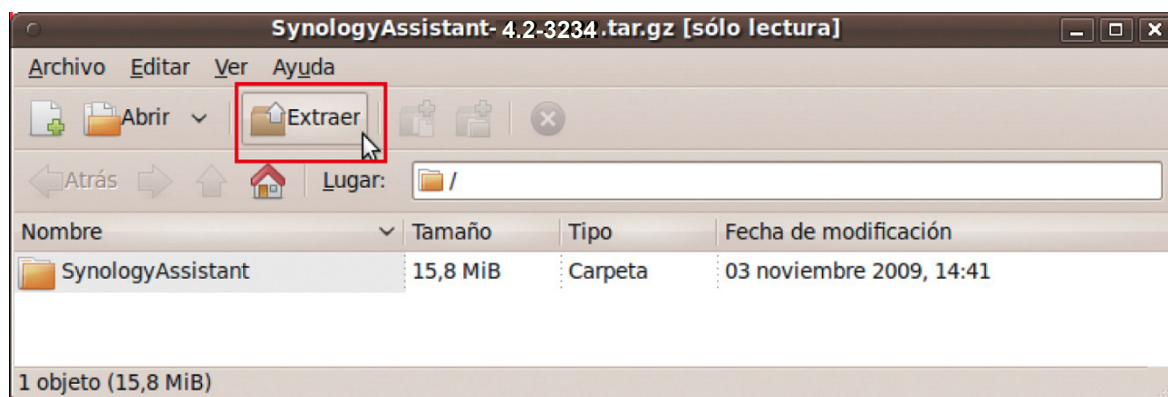 SynologyAssistant- 4.2-3234.tar.gz [sólo lectura]
Archivo Editar Ver Ayuda
Abrir Extraer
Atrás Lugar: /
Nombre Tamaño Tipo Fecha de modificación
SynologyAssistant 15,8 MiB Carpeta 03 noviembre 2009, 14:41
1 objeto (15,8 MiB)